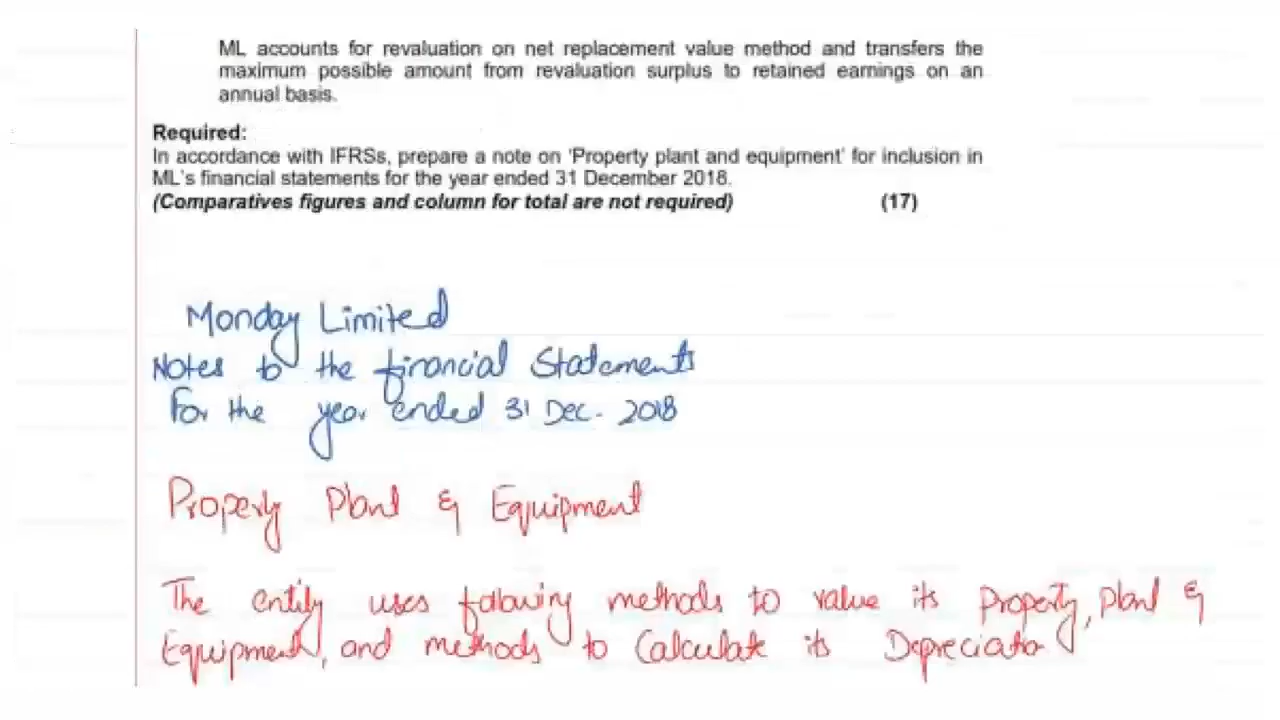 ML accounts for revaluation on net replacement value method and transfers the
maximum possible amount from revaluation surplus to retained earnings on an
annual basis.
Required:
In accordance with IFRSs, prepare a note on 'Property plant and equipment' for inclusion in
ML's financial statements for the year ended 31 December 2018.
(Comparatives figures and column for total are not required) (17)
Monday Limited
Notes to the financial Statements
For the year ended 31 Dec. 2018
Property Plant & Equipment
The entity uses following methods to value its Property, Plant &
Equipment, and methods to Calculate its Depreciation